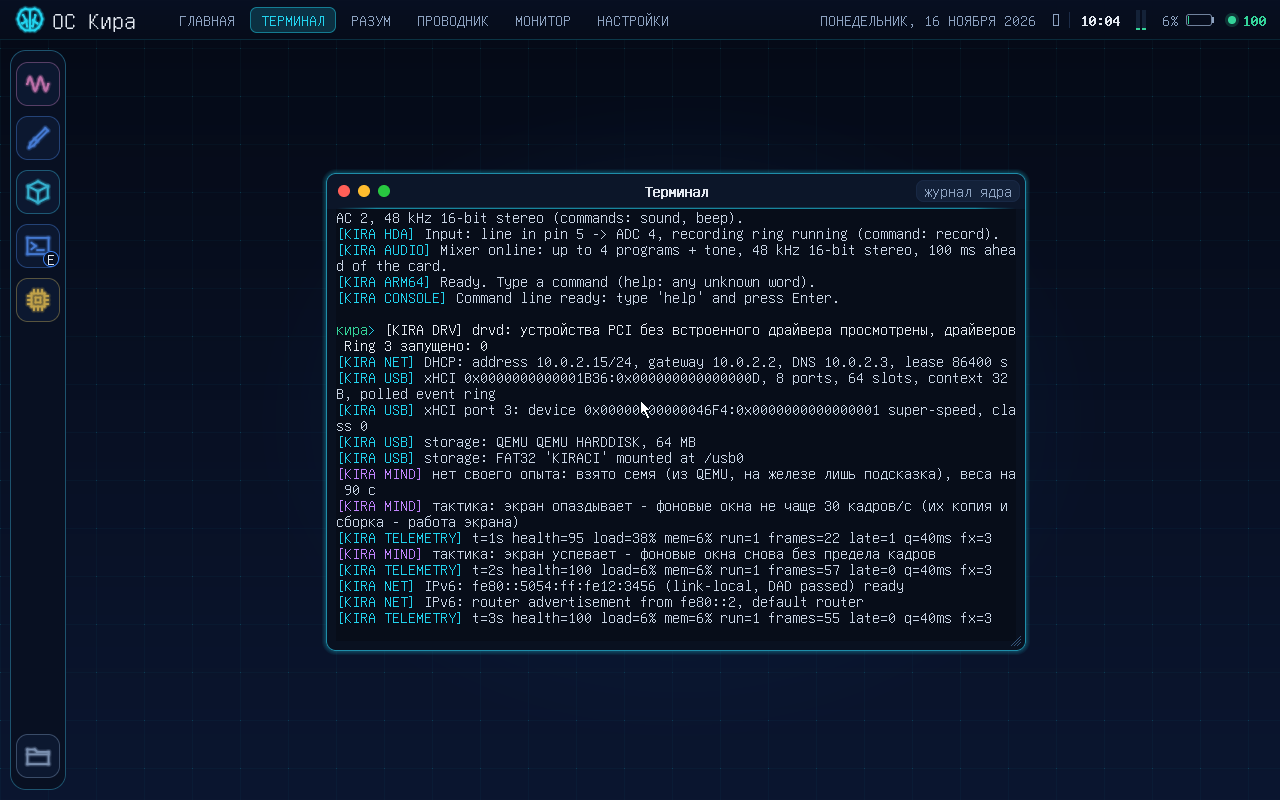 ОС Кира
ГЛАВНАЯ
ТЕРМИНАЛ
РАЗУМ
ПРОВОДНИК
МОНИТОР
НАСТРОЙКИ
ПОНЕДЕЛЬНИК, 16 НОЯБРЯ 2026
10:04
6%
100
E
Терминал
журнал ядра
AC 2, 48 kHz 16-bit stereo (commands: sound, beep).
[KIRA HDA] Input: line in pin 5 -> ADC 4, recording ring running (command: record).
[KIRA AUDIO] Mixer online: up to 4 programs + tone, 48 kHz 16-bit stereo, 100 ms ahea
d of the card.
[KIRA ARM64] Ready. Type a command (help: any unknown word).
[KIRA CONSOLE] Command line ready: type 'help' and press Enter.
кира> [KIRA DRV] drvd: устройства PCI без встроенного драйвера просмотрены, драйверов
Ring 3 запущено: 0
[KIRA NET] DHCP: address 10.0.2.15/24, gateway 10.0.2.2, DNS 10.0.2.3, lease 86400 s
[KIRA USB] xHCI 0x0000000000001B36:0x000000000000000D, 8 ports, 64 slots, context 32
B, polled event ring
[KIRA USB] xHCI port 3: device 0x00000000000046F4:0x0000000000000001 super-speed, cla
ss 0
[KIRA USB] storage: QEMU QEMU HARDDISK, 64 MB
[KIRA USB] storage: FAT32 'KIRACI' mounted at /usb0
[KIRA MIND] нет своего опыта: взято семя (из QEMU, на железе лишь подсказка), веса на
90 с
[KIRA MIND] тактика: экран опаздывает - фоновые окна не чаще 30 кадров/с (их копия и
сборка - работа экрана)
[KIRA TELEMETRY] t=1s health=95 load=38% mem=6% run=1 frames=22 late=1 q=40ms fx=3
[KIRA MIND] тактика: экран успевает - фоновые окна снова без предела кадров
[KIRA TELEMETRY] t=2s health=100 load=6% mem=6% run=1 frames=57 late=0 q=40ms fx=3
[KIRA NET] IPv6: fe80::5054:ff:fe12:3456 (link-local, DAD passed) ready
[KIRA NET] IPv6: router advertisement from fe80::2, default router
[KIRA TELEMETRY] t=3s health=100 load=6% mem=6% run=1 frames=55 late=0 q=40ms fx=3